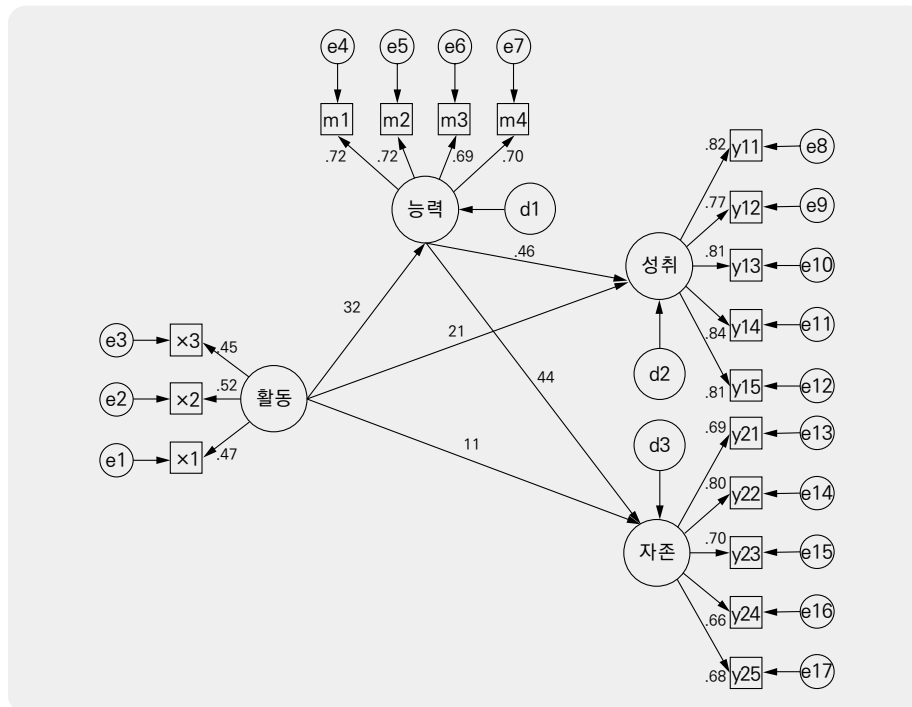 e4 e5 e6 e7
m1 m2 m3 m4
.72 .72 .69 .70
능력 d1
.82 y11 e8
.77 y12 e9
.46
성취 .81 y13 e10
32
21
.84 y14 e11
e3 ×3 .45
44
d2
.81 y15 e12
e2 ×2 .52 활동
.69 y21 e13
d3
11
e1 ×1 .47
.80 y22 e14
자존 .70 y23 e15
.66 y24 e16
.68 y25 e17